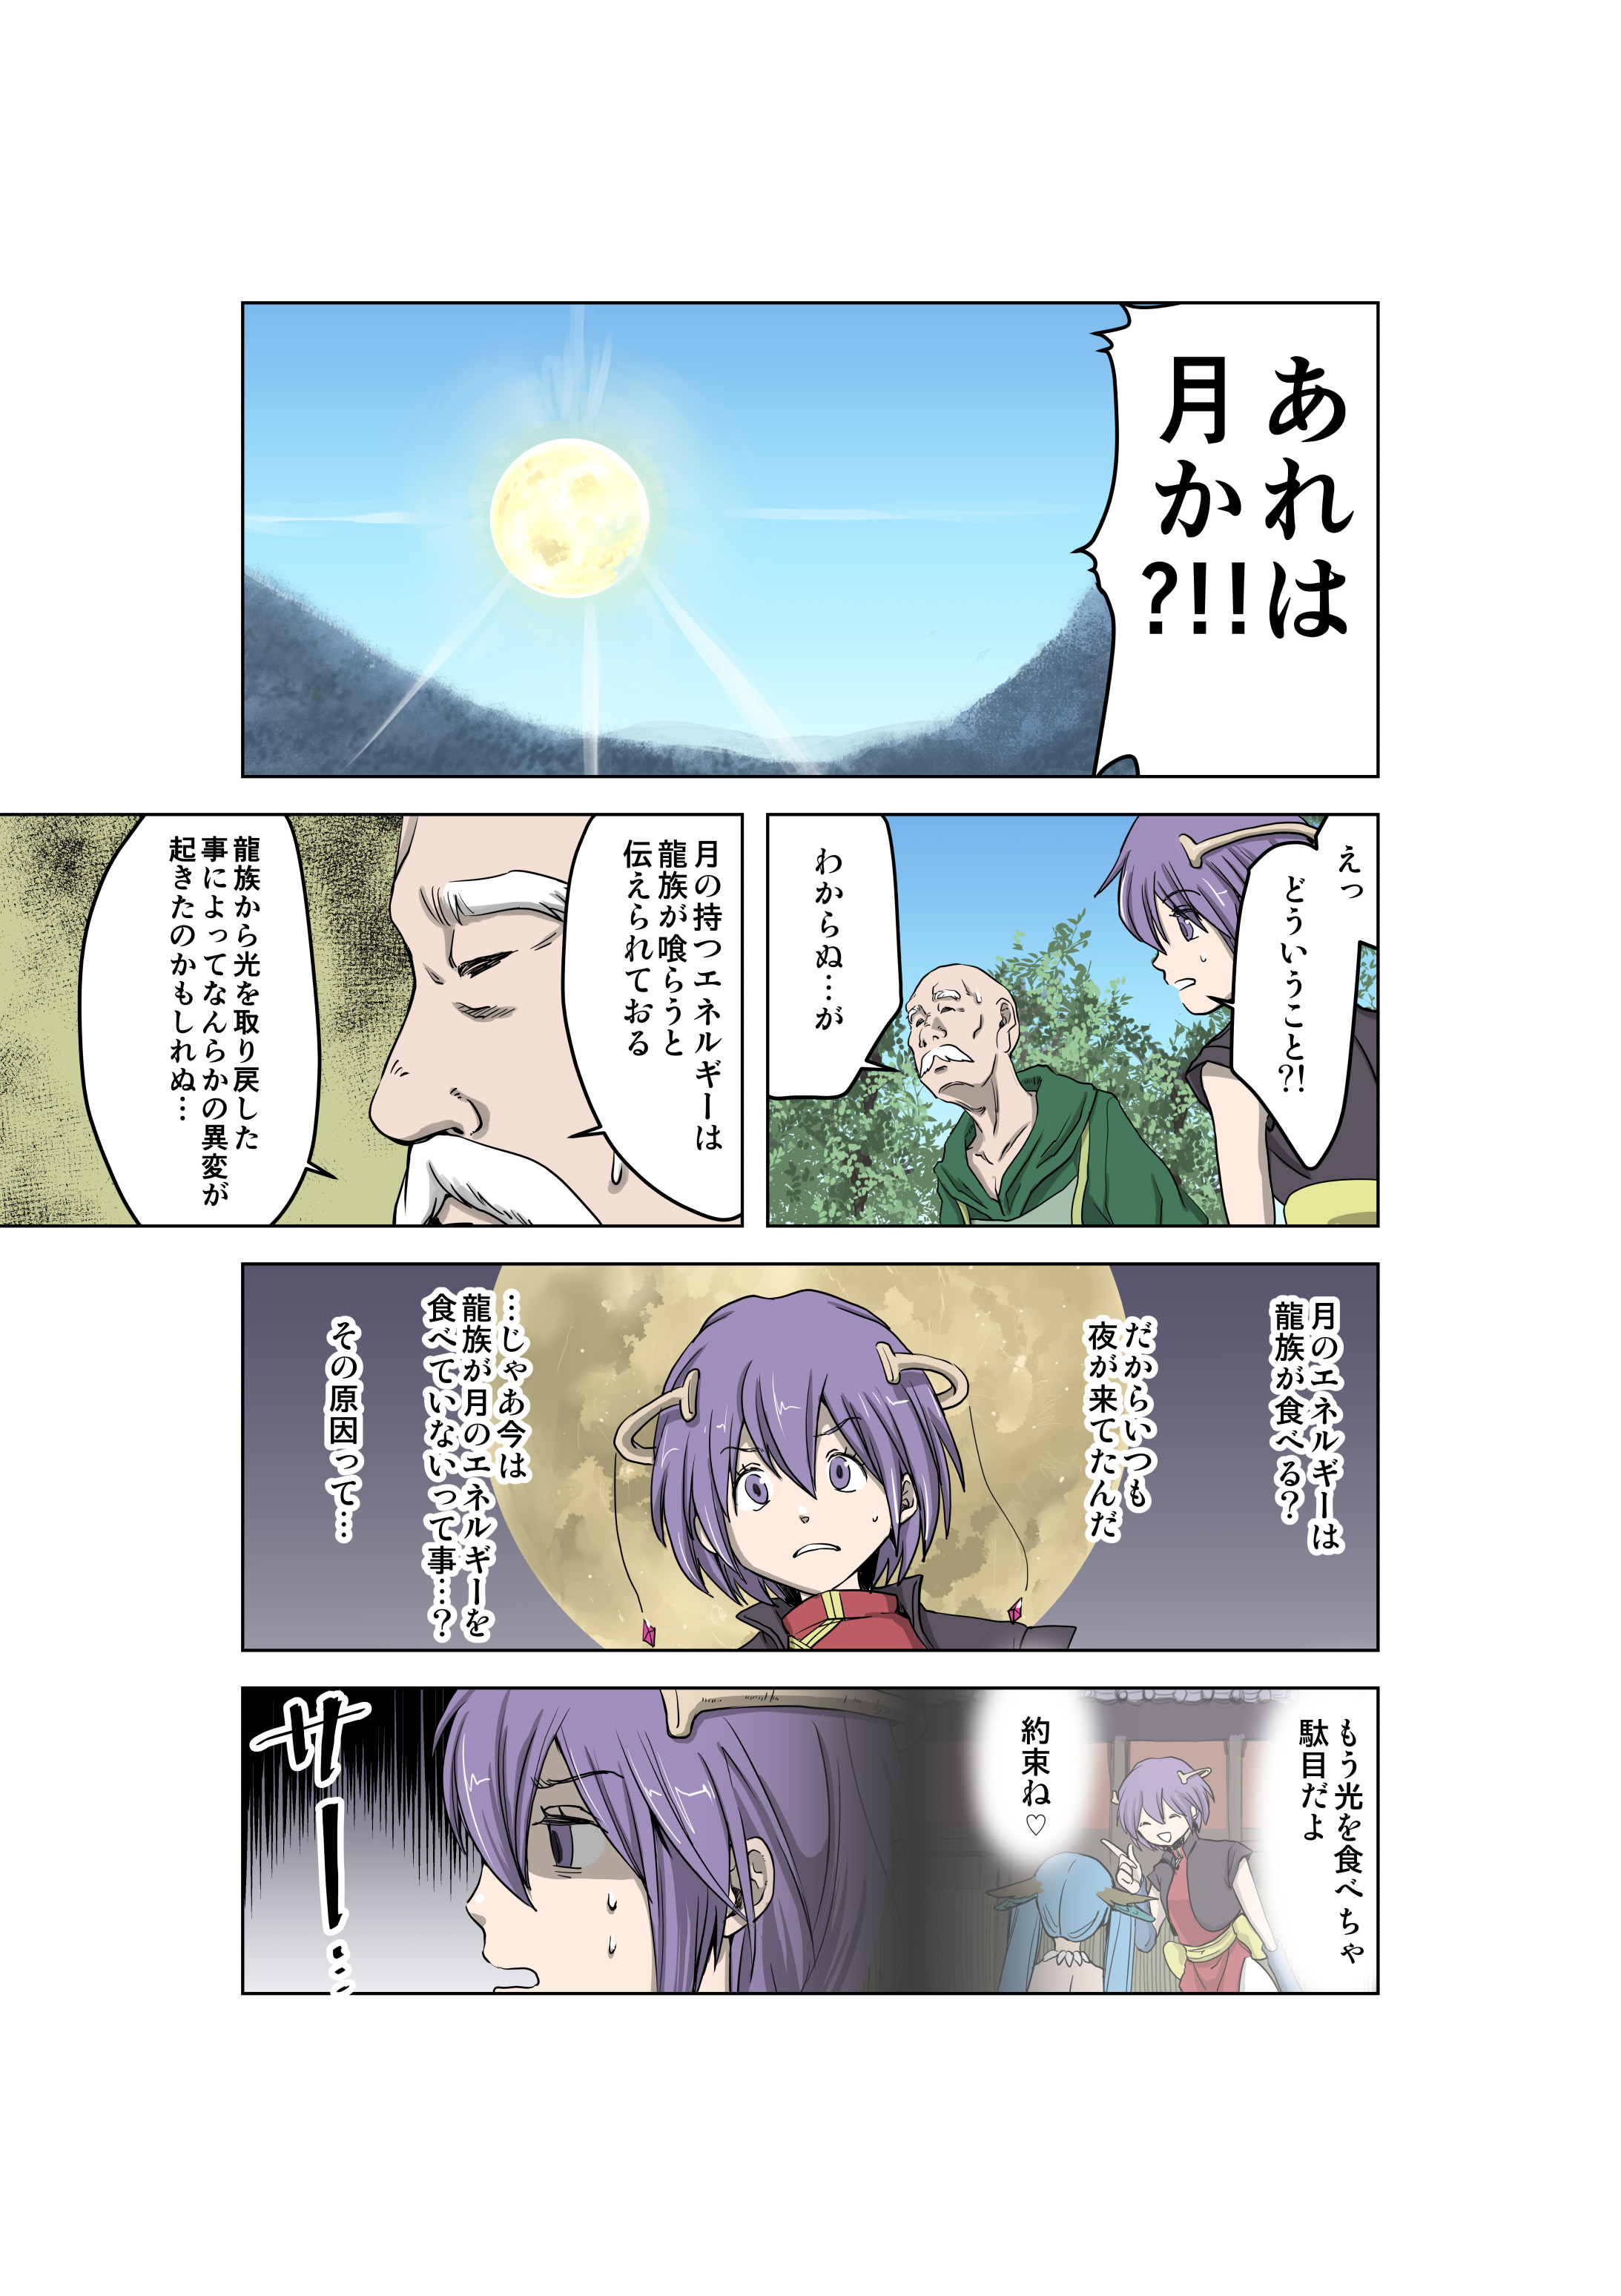 あれは
月か?!!
えっ
どういうこと?!
わからぬ…が
月の持つエネルギーは
龍族が喰らうと
伝えられておる
龍族から光を取り戻した
事によってなんらかの異変が
起きたのかもしれぬ…
月のエネルギーは
龍族が食べる?
だからいつも
夜が来てたんだ
…じゃあ今は
龍族が月のエネルギーを
食べていないって事…?
その原因って…
もう光を食べちゃ
駄目だよ
約束ね♡
サーー…